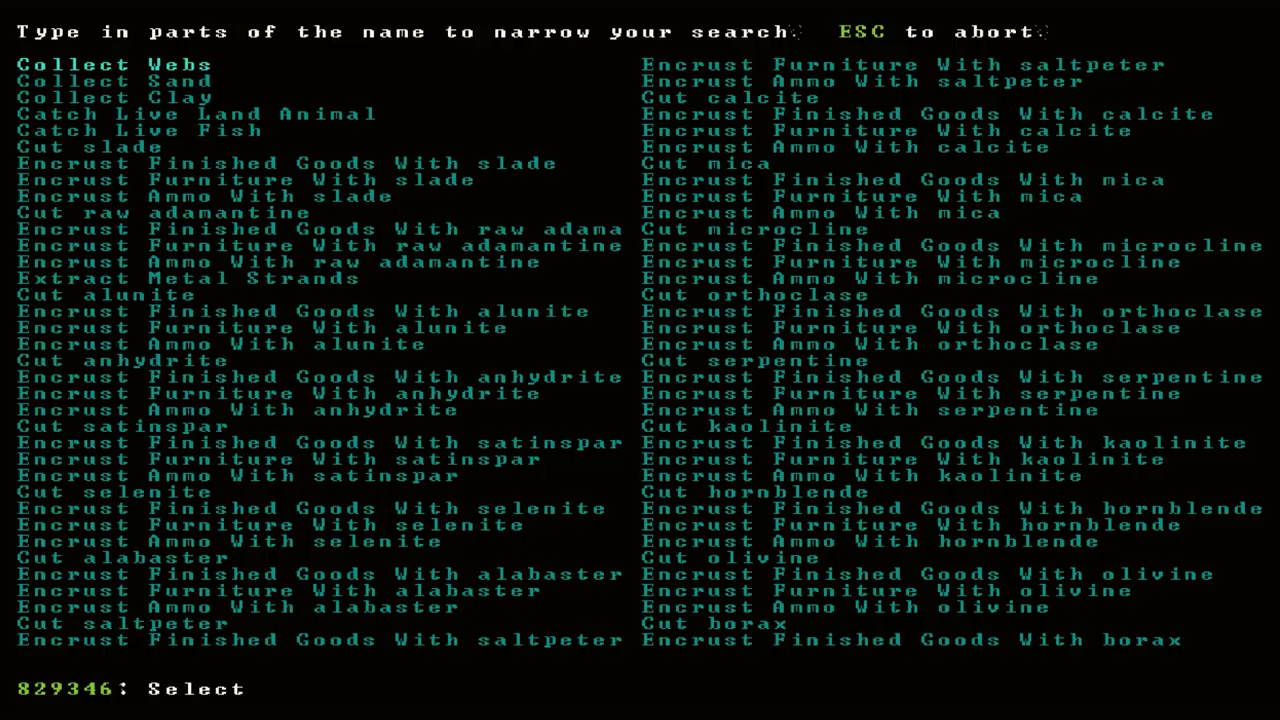 Type in parts of the name to narrow your search. ESC to abort.
Collect Webs
Collect Sand
Collect Clay
Catch Live Land Animal
Catch Live Fish
Cut slade
Encrust Finished Goods With slade
Encrust Furniture With slade
Encrust Ammo With slade
Cut raw adamantine
Encrust Finished Goods With raw adama
Encrust Furniture With raw adamantine
Encrust Ammo With raw adamantine
Extract Metal Strands
Cut alunite
Encrust Finished Goods With alunite
Encrust Furniture With alunite
Encrust Ammo With alunite
Cut anhydrite
Encrust Finished Goods With anhydrite
Encrust Furniture With anhydrite
Encrust Ammo With anhydrite
Cut satinspar
Encrust Finished Goods With satinspar
Encrust Furniture With satinspar
Encrust Ammo With satinspar
Cut selenite
Encrust Finished Goods With selenite
Encrust Furniture With selenite
Encrust Ammo With selenite
Cut alabaster
Encrust Finished Goods With alabaster
Encrust Furniture With alabaster
Encrust Ammo With alabaster
Cut saltpeter
Encrust Finished Goods With saltpeter
Encrust Furniture With saltpeter
Encrust Ammo With saltpeter
Cut calcite
Encrust Finished Goods With calcite
Encrust Furniture With calcite
Encrust Ammo With calcite
Cut mica
Encrust Finished Goods With mica
Encrust Furniture With mica
Encrust Ammo With mica
Cut microcline
Encrust Finished Goods With microcline
Encrust Furniture With microcline
Encrust Ammo With microcline
Cut orthoclase
Encrust Finished Goods With orthoclase
Encrust Furniture With orthoclase
Encrust Ammo With orthoclase
Cut serpentine
Encrust Finished Goods With serpentine
Encrust Furniture With serpentine
Encrust Ammo With serpentine
Cut kaolinite
Encrust Finished Goods With kaolinite
Encrust Furniture With kaolinite
Encrust Ammo With kaolinite
Cut hornblende
Encrust Finished Goods With hornblende
Encrust Furniture With hornblende
Encrust Ammo With hornblende
Cut olivine
Encrust Finished Goods With olivine
Encrust Furniture With olivine
Encrust Ammo With olivine
Cut borax
Encrust Finished Goods With borax
829346: Select